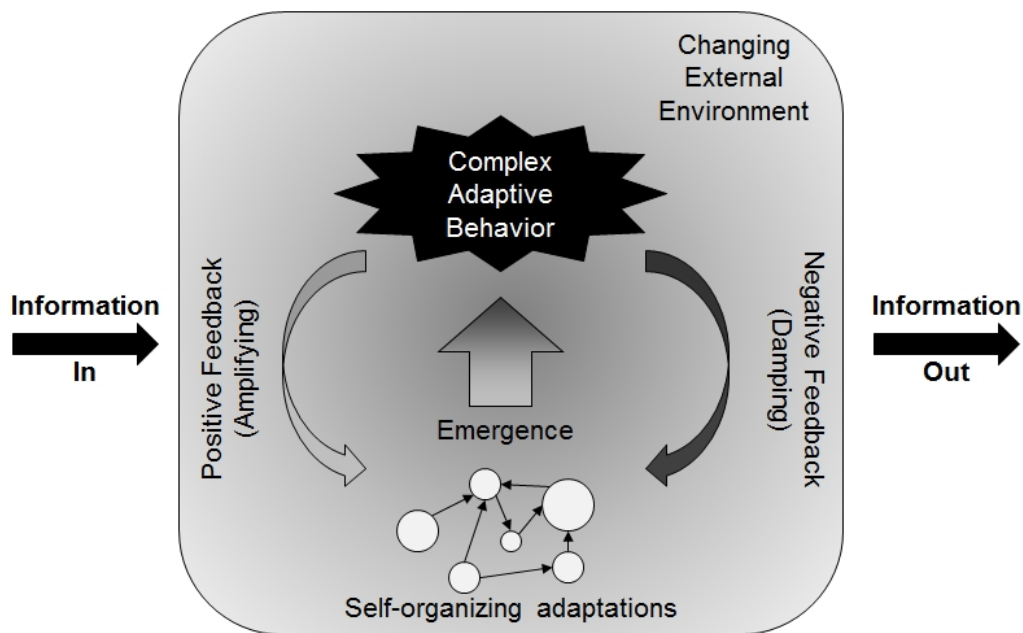 Changing
External
Environment
Complex
Adaptive
Behavior
Information
In
Positive Feedback
(Amplifying)
Emergence
Negative Feedback
(Damping)
Information
Out
Self-organizing adaptations